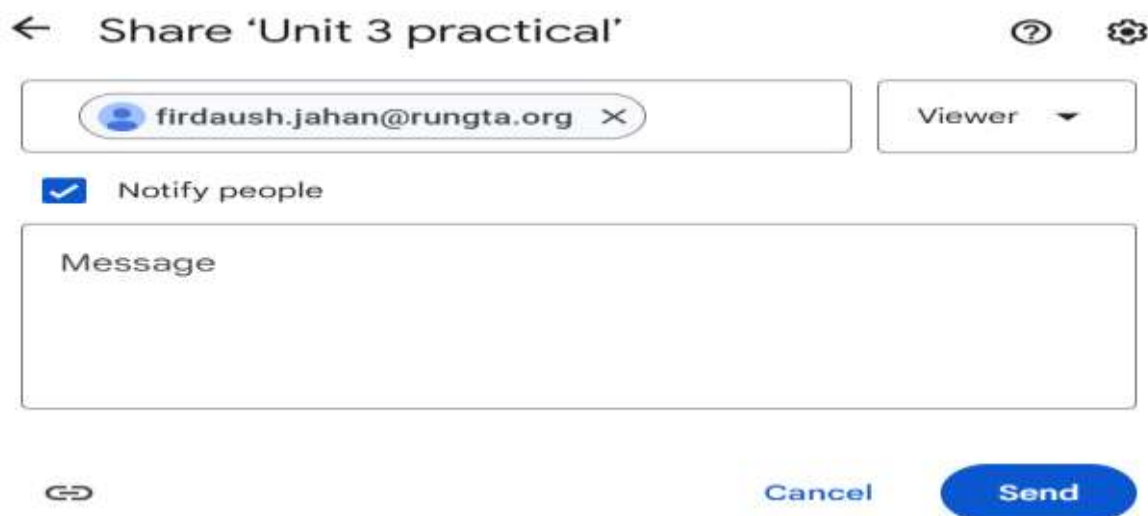 Share ‘Unit 3 practical’
firdaush.jahan@rungta.org
Viewer
Notify people
Message
Cancel
Send